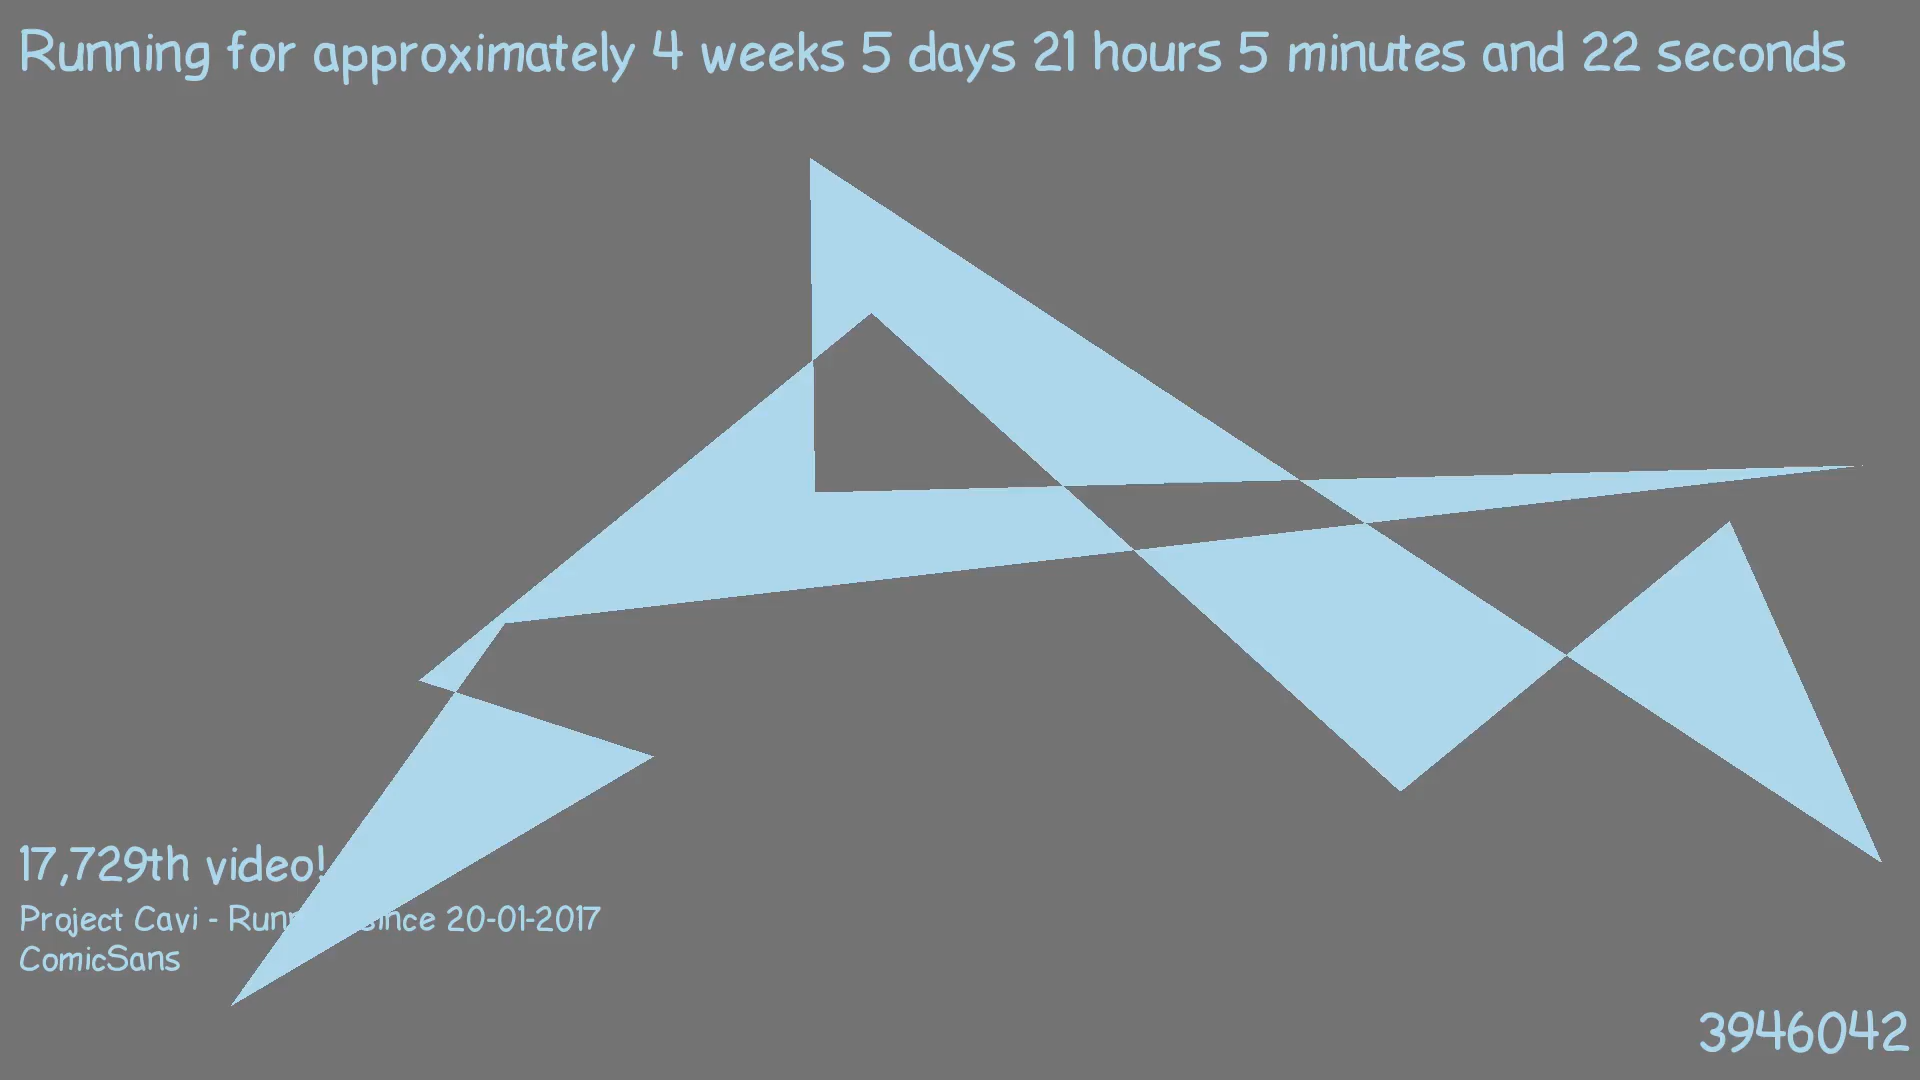 Running for approximately 4 weeks 5 days 21 hours 5 minutes and 22 seconds
17,729th video!
Project Cavi - since 20-01-2017
ComicSans
3946042